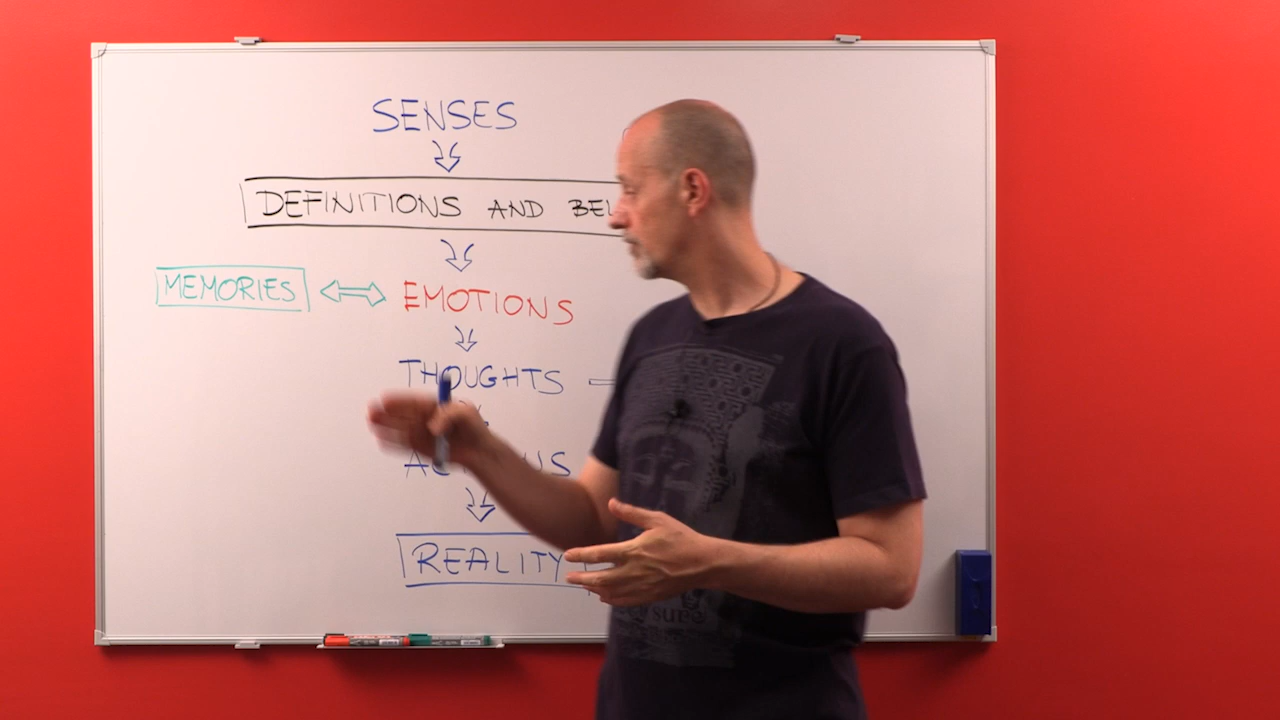 SENSES
DEFINITIONS AND
MEMORIES EMOTIONS
THOUGHTS
REALITY